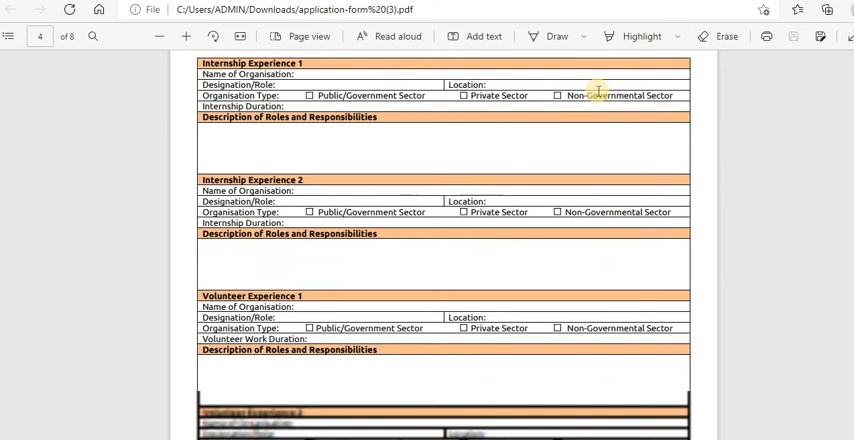 File C:/Users/ADMIN/Downloads/application-form%20(3).pdf
4 of 8 Page view Read aloud Add text Draw Highlight Erase
Internship Experience 1
Name of Organisation:
Designation/Role: Location:
Organisation Type: ☐ Public/Government Sector ☐ Private Sector ☐ Non-Governmental Sector
Internship Duration:
Description of Roles and Responsibilities
Internship Experience 2
Name of Organisation:
Designation/Role: Location:
Organisation Type: ☐ Public/Government Sector ☐ Private Sector ☐ Non-Governmental Sector
Internship Duration:
Description of Roles and Responsibilities
Volunteer Experience 1
Name of Organisation:
Designation/Role: Location:
Organisation Type: ☐ Public/Government Sector ☐ Private Sector ☐ Non-Governmental Sector
Volunteer Work Duration:
Description of Roles and Responsibilities